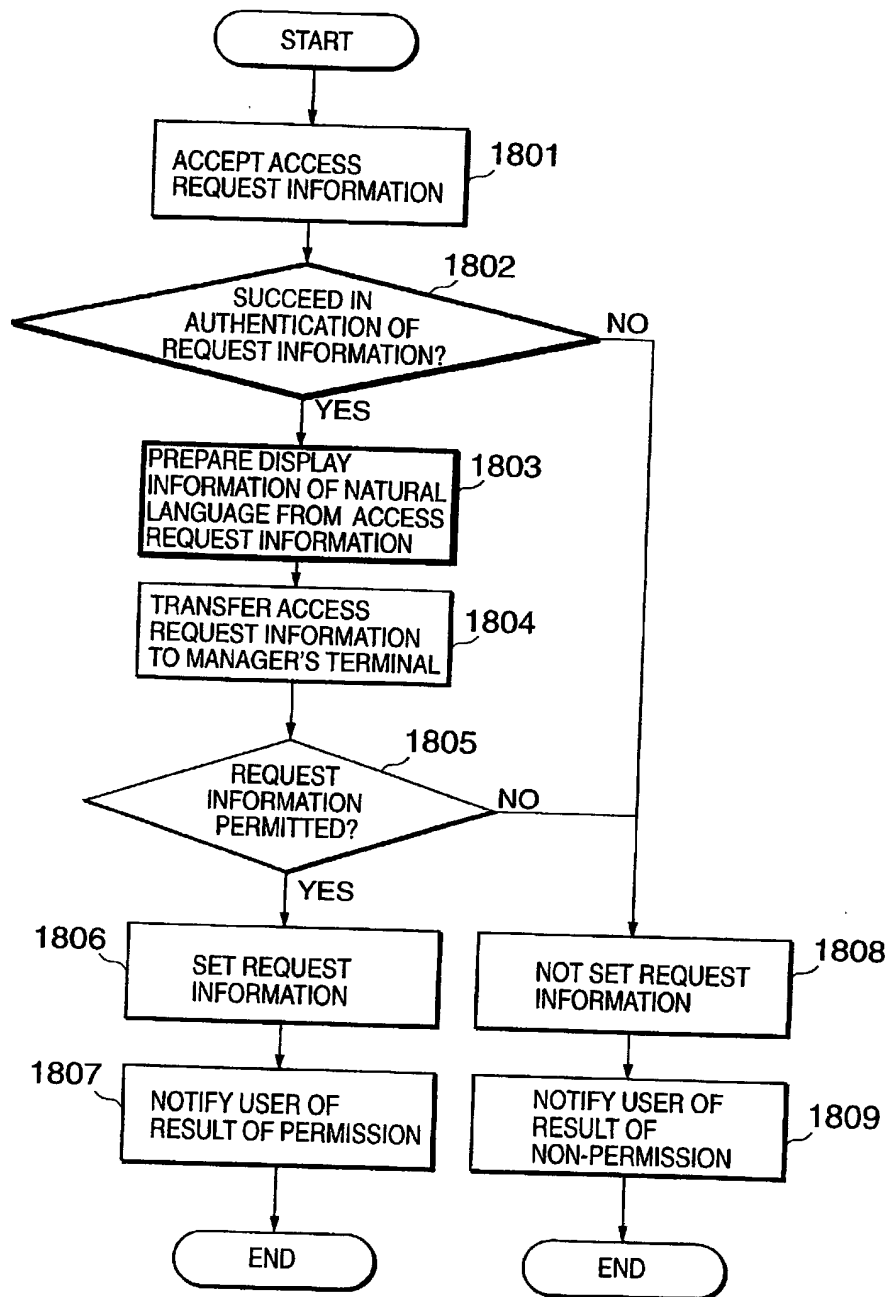 START
1801
ACCEPT ACCESS
REQUEST INFORMATION
1802
SUCCEED IN
AUTHENTICATION OF
REQUEST INFORMATION?
NO
YES
1803
PREPARE DISPLAY
INFORMATION OF NATURAL
LANGUAGE FROM ACCESS
REQUEST INFORMATION
1804
TRANSFER ACCESS
REQUEST INFORMATION
TO MANAGER'S TERMINAL
1805
REQUEST
INFORMATION
PERMITTED?
NO
YES
1806
SET REQUEST
INFORMATION
1808
NOT SET REQUEST
INFORMATION
1807
NOTIFY USER OF
RESULT OF PERMISSION
1809
NOTIFY USER OF
RESULT OF
NON-PERMISSION
END
END